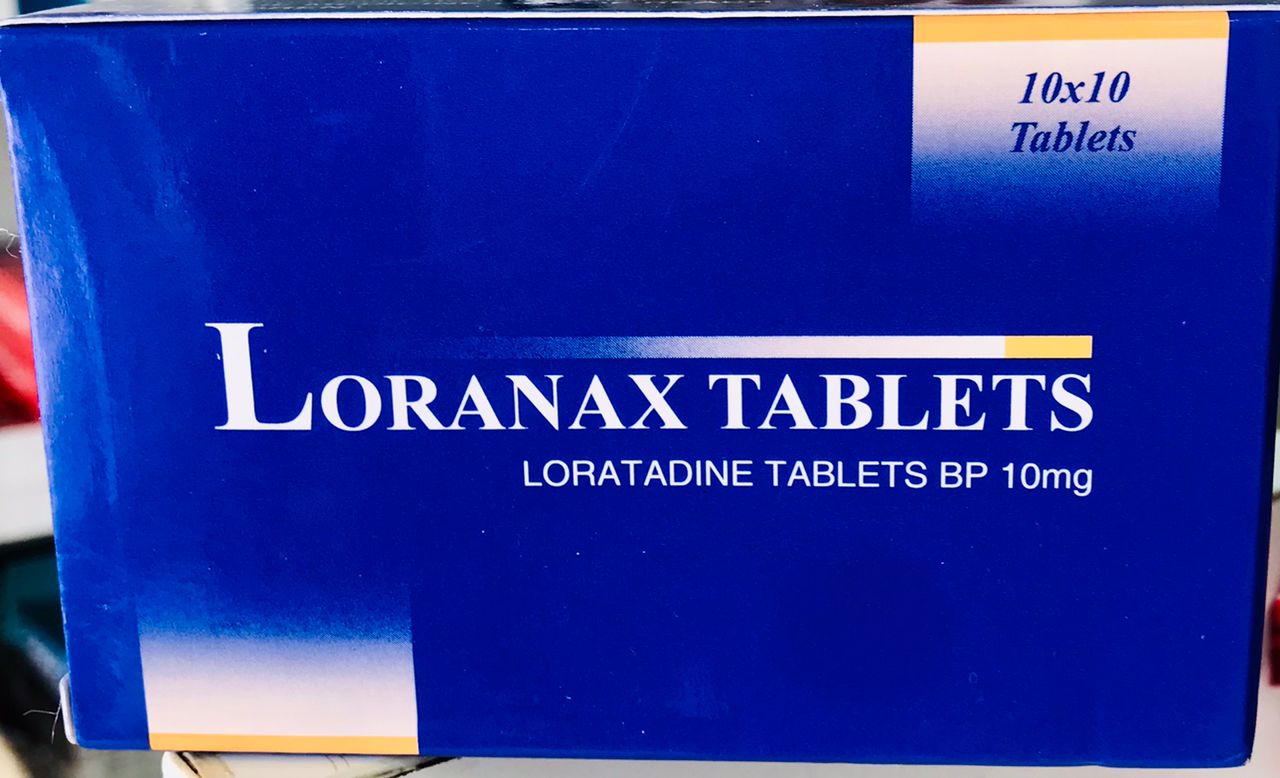 10x10
Tablets
LORANAX TABLETS
LORATADINE TABLETS BP 10mg